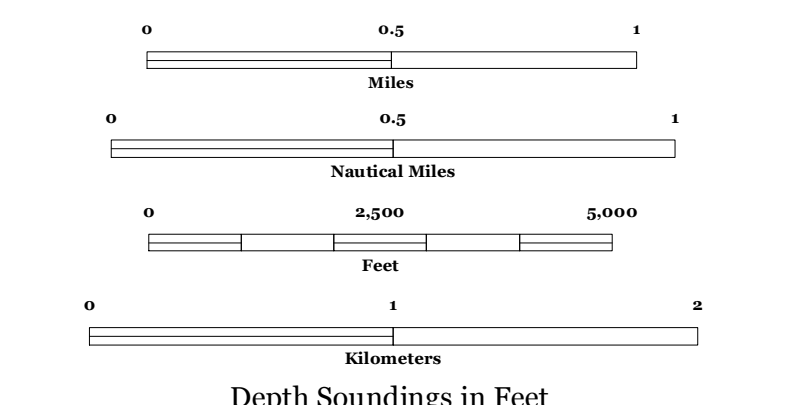 0 0.5 1
Miles
0 0.5 1
Nautical Miles
0 2,500 5,000
Feet
0 1 2
Kilometers
Depth Soundings in Feet